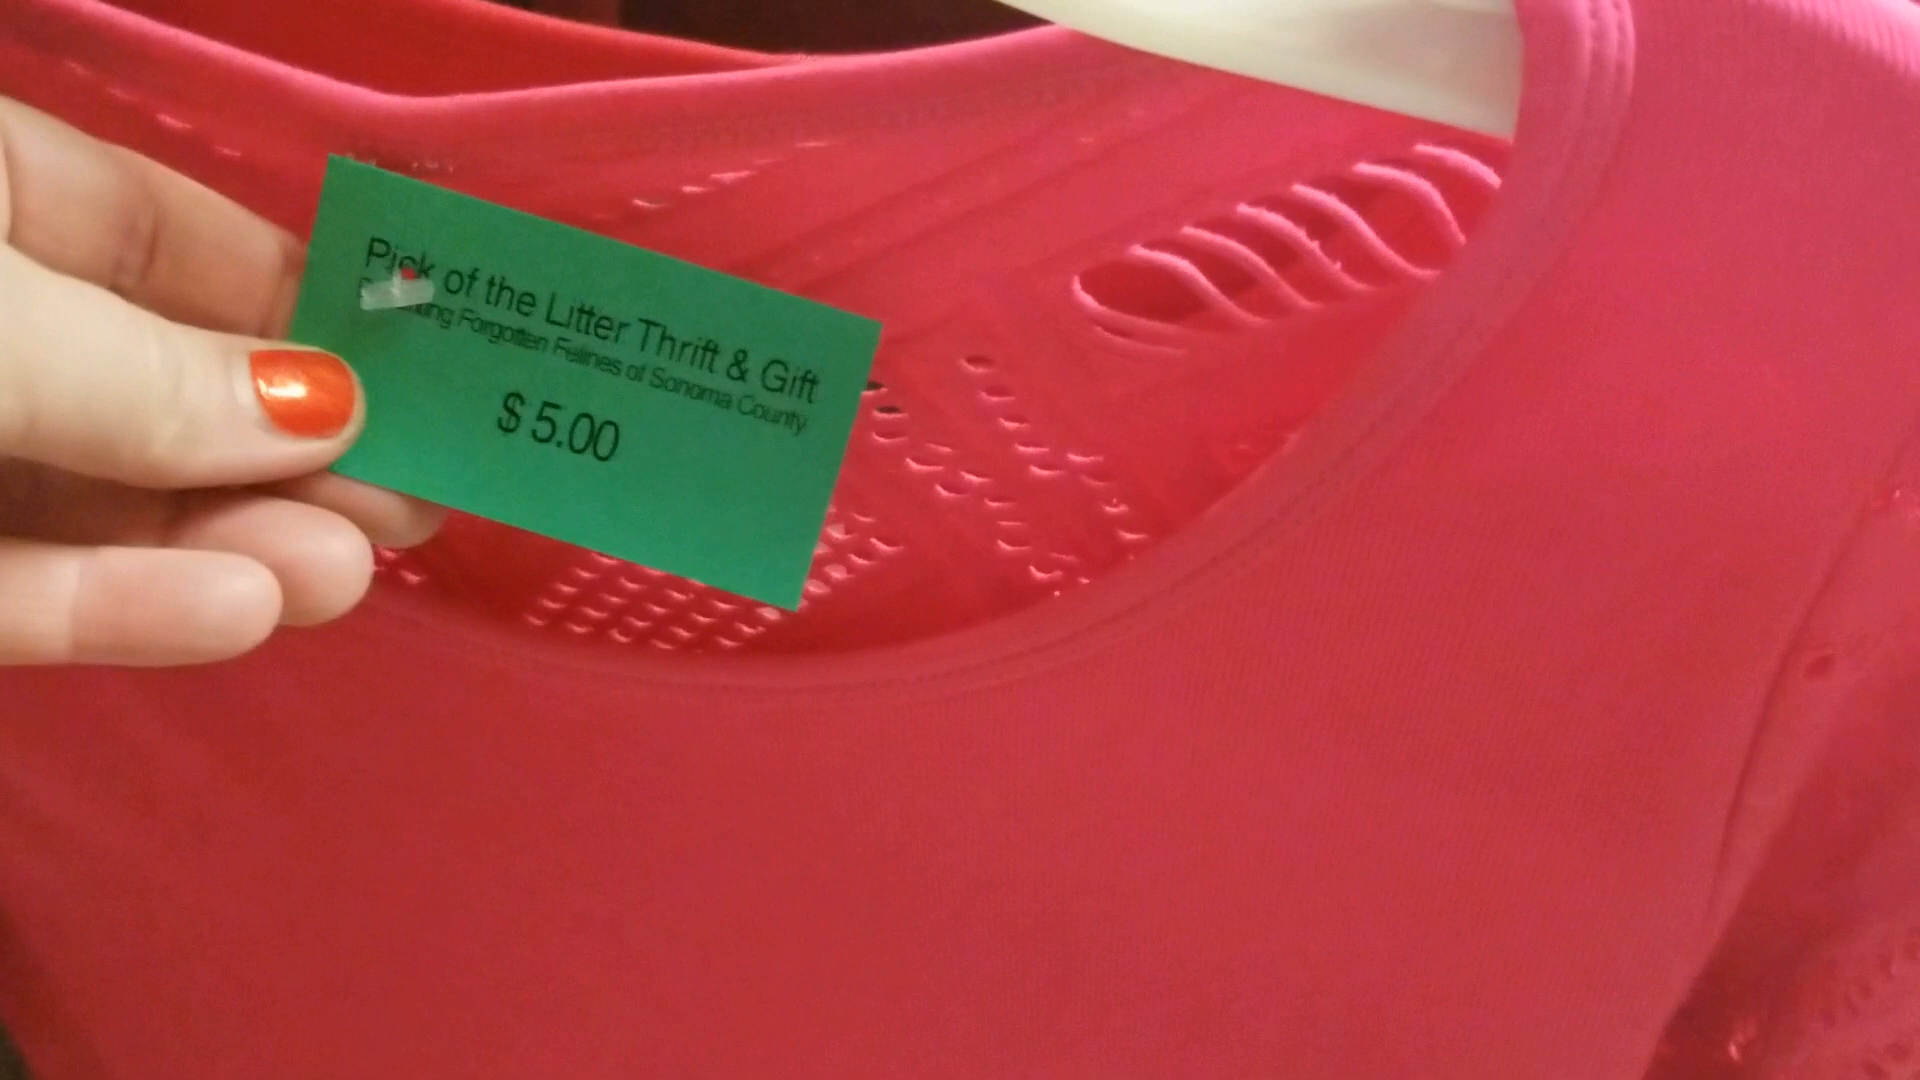 Pick of the Litter Thrift & Gift
Forgotten Felines of Sonoma County
$ 5.00